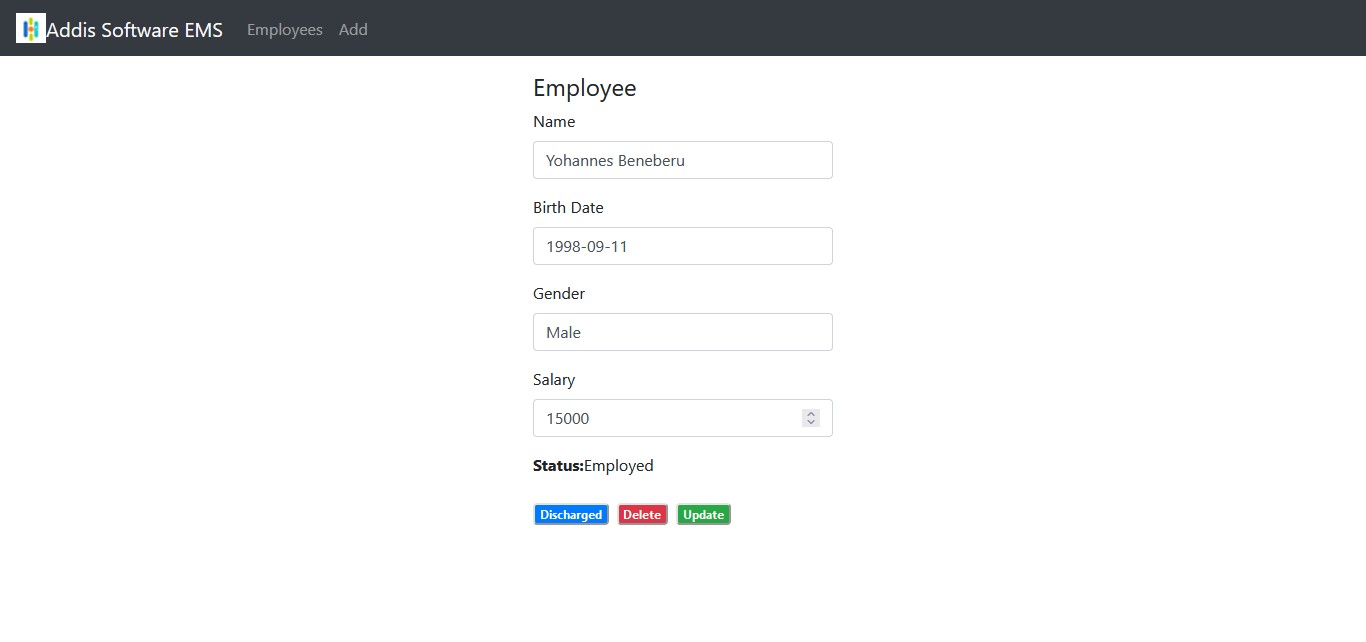 Addis Software EMS Employees Add
Employee
Name
Yohannes Beneberu
Birth Date
1998-09-11
Gender
Male
Salary
15000
Status:Employed
Discharged Delete Update